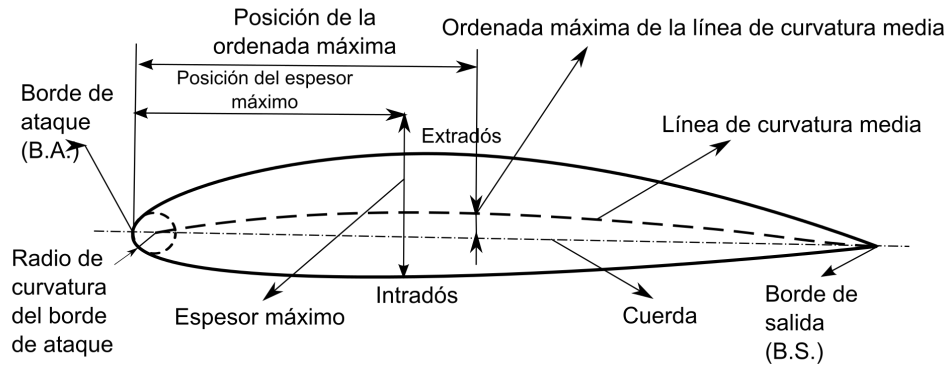 Posición de la
ordenada máxima
Ordenada máxima de la línea de curvatura media
Posición del espesor
máximo
Borde de
ataque
(B.A.)
Extradós
Línea de curvatura media
Radio de
curvatura
del borde
de ataque
Intradós
Espesor máximo
Cuerda
Borde de
salida
(B.S.)